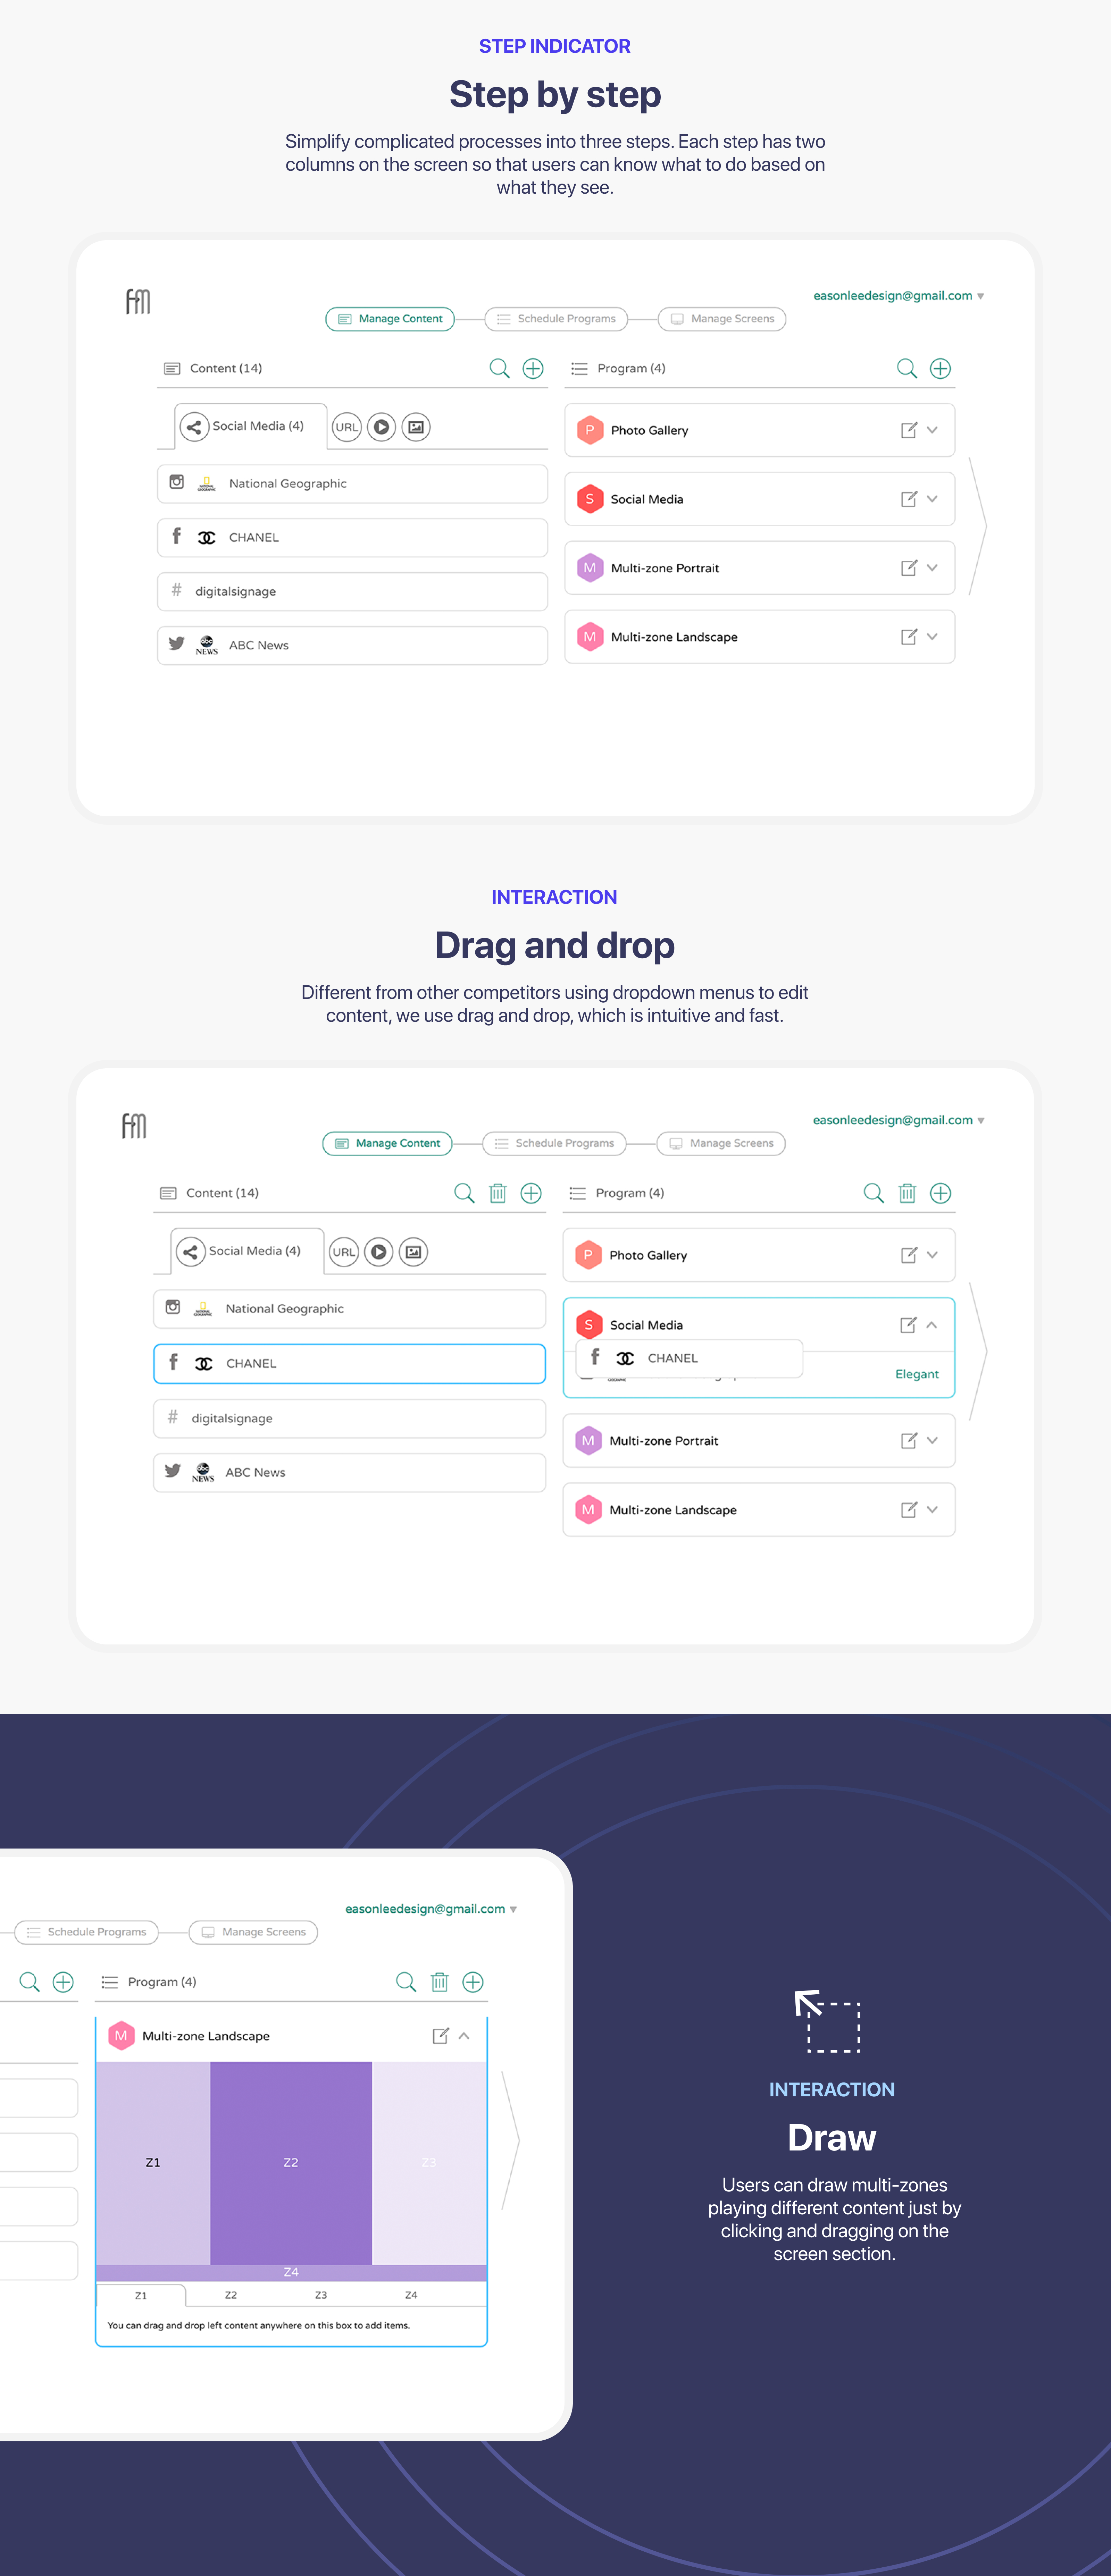 STEP INDICATOR
Step by step
Simplify complicated processes into three steps. Each step has two
columns on the screen so that users can know what to do based on
what they see.
fm
easonleedesign@gmail.com
Manage Content
Schedule Programs
Manage Screens
Content (14)
Program (4)
Social Media (4)
URL
National Geographic
f
CHANEL
# digitalsignage
abc
NEWS
ABC News
P Photo Gallery
S Social Media
M Multi-zone Portrait
M Multi-zone Landscape
INTERACTION
Drag and drop
Different from other competitors using dropdown menus to edit
content, we use drag and drop, which is intuitive and fast.
fm
easonleedesign@gmail.com
Manage Content
Schedule Programs
Manage Screens
Content (14)
Program (4)
Social Media (4)
URL
National Geographic
f
CHANEL
# digitalsignage
abc
NEWS
ABC News
P Photo Gallery
S Social Media
f
CHANEL
Elegant
M Multi-zone Portrait
M Multi-zone Landscape
easonleedesign@gmail.com
Schedule Programs
Manage Screens
Program (4)
M Multi-zone Landscape
Z1
Z2
Z3
Z4
Z1 Z2 Z3 Z4
You can drag and drop left content anywhere on this box to add items.
INTERACTION
Draw
Users can draw multi-zones
playing different content just by
clicking and dragging on the
screen section.